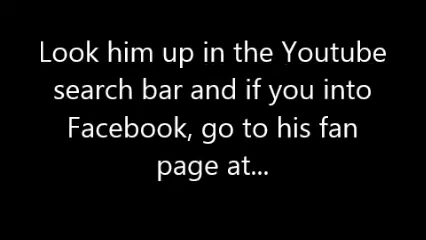 Look him up in the Youtube
search bar and if you into
Facebook, go to his fan
page at...